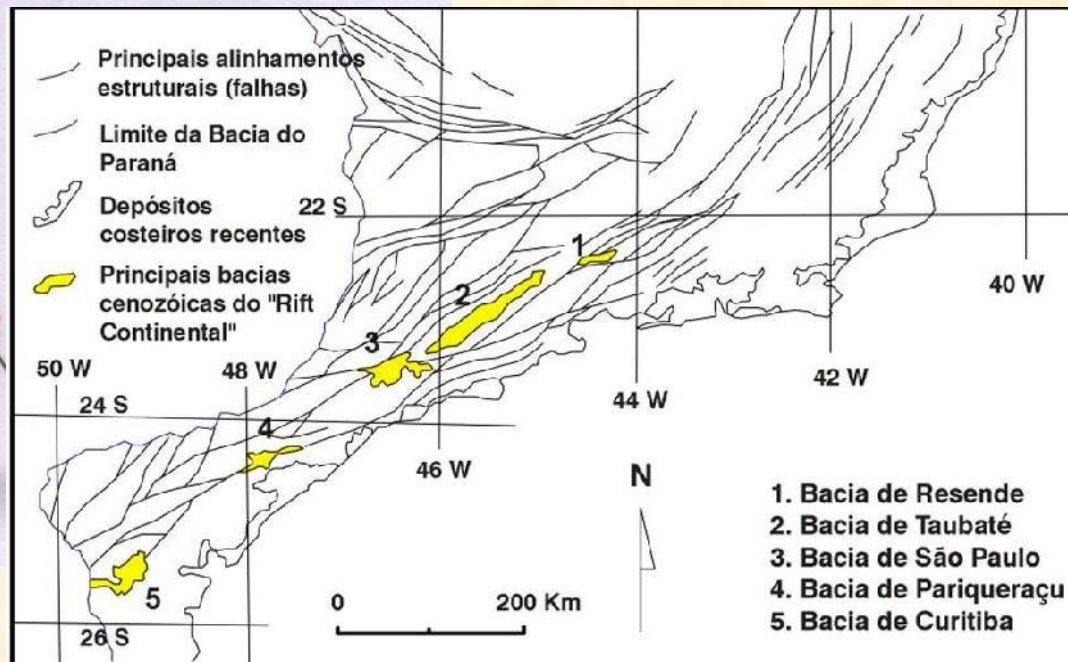 Principais alinhamentos
estruturais (falhas)
Limite da Bacia do
Paraná
Depósitos
costeiros recentes
Principais bacias
cenozóicas do "Rift
Continental"
22 S
1
2
3
40 W
50 W
48 W
42 W
44 W
24 S
4
46 W
N
5
26 S
0
200 Km
1. Bacia de Resende
2. Bacia de Taubaté
3. Bacia de São Paulo
4. Bacia de Pariqueraçu
5. Bacia de Curitiba